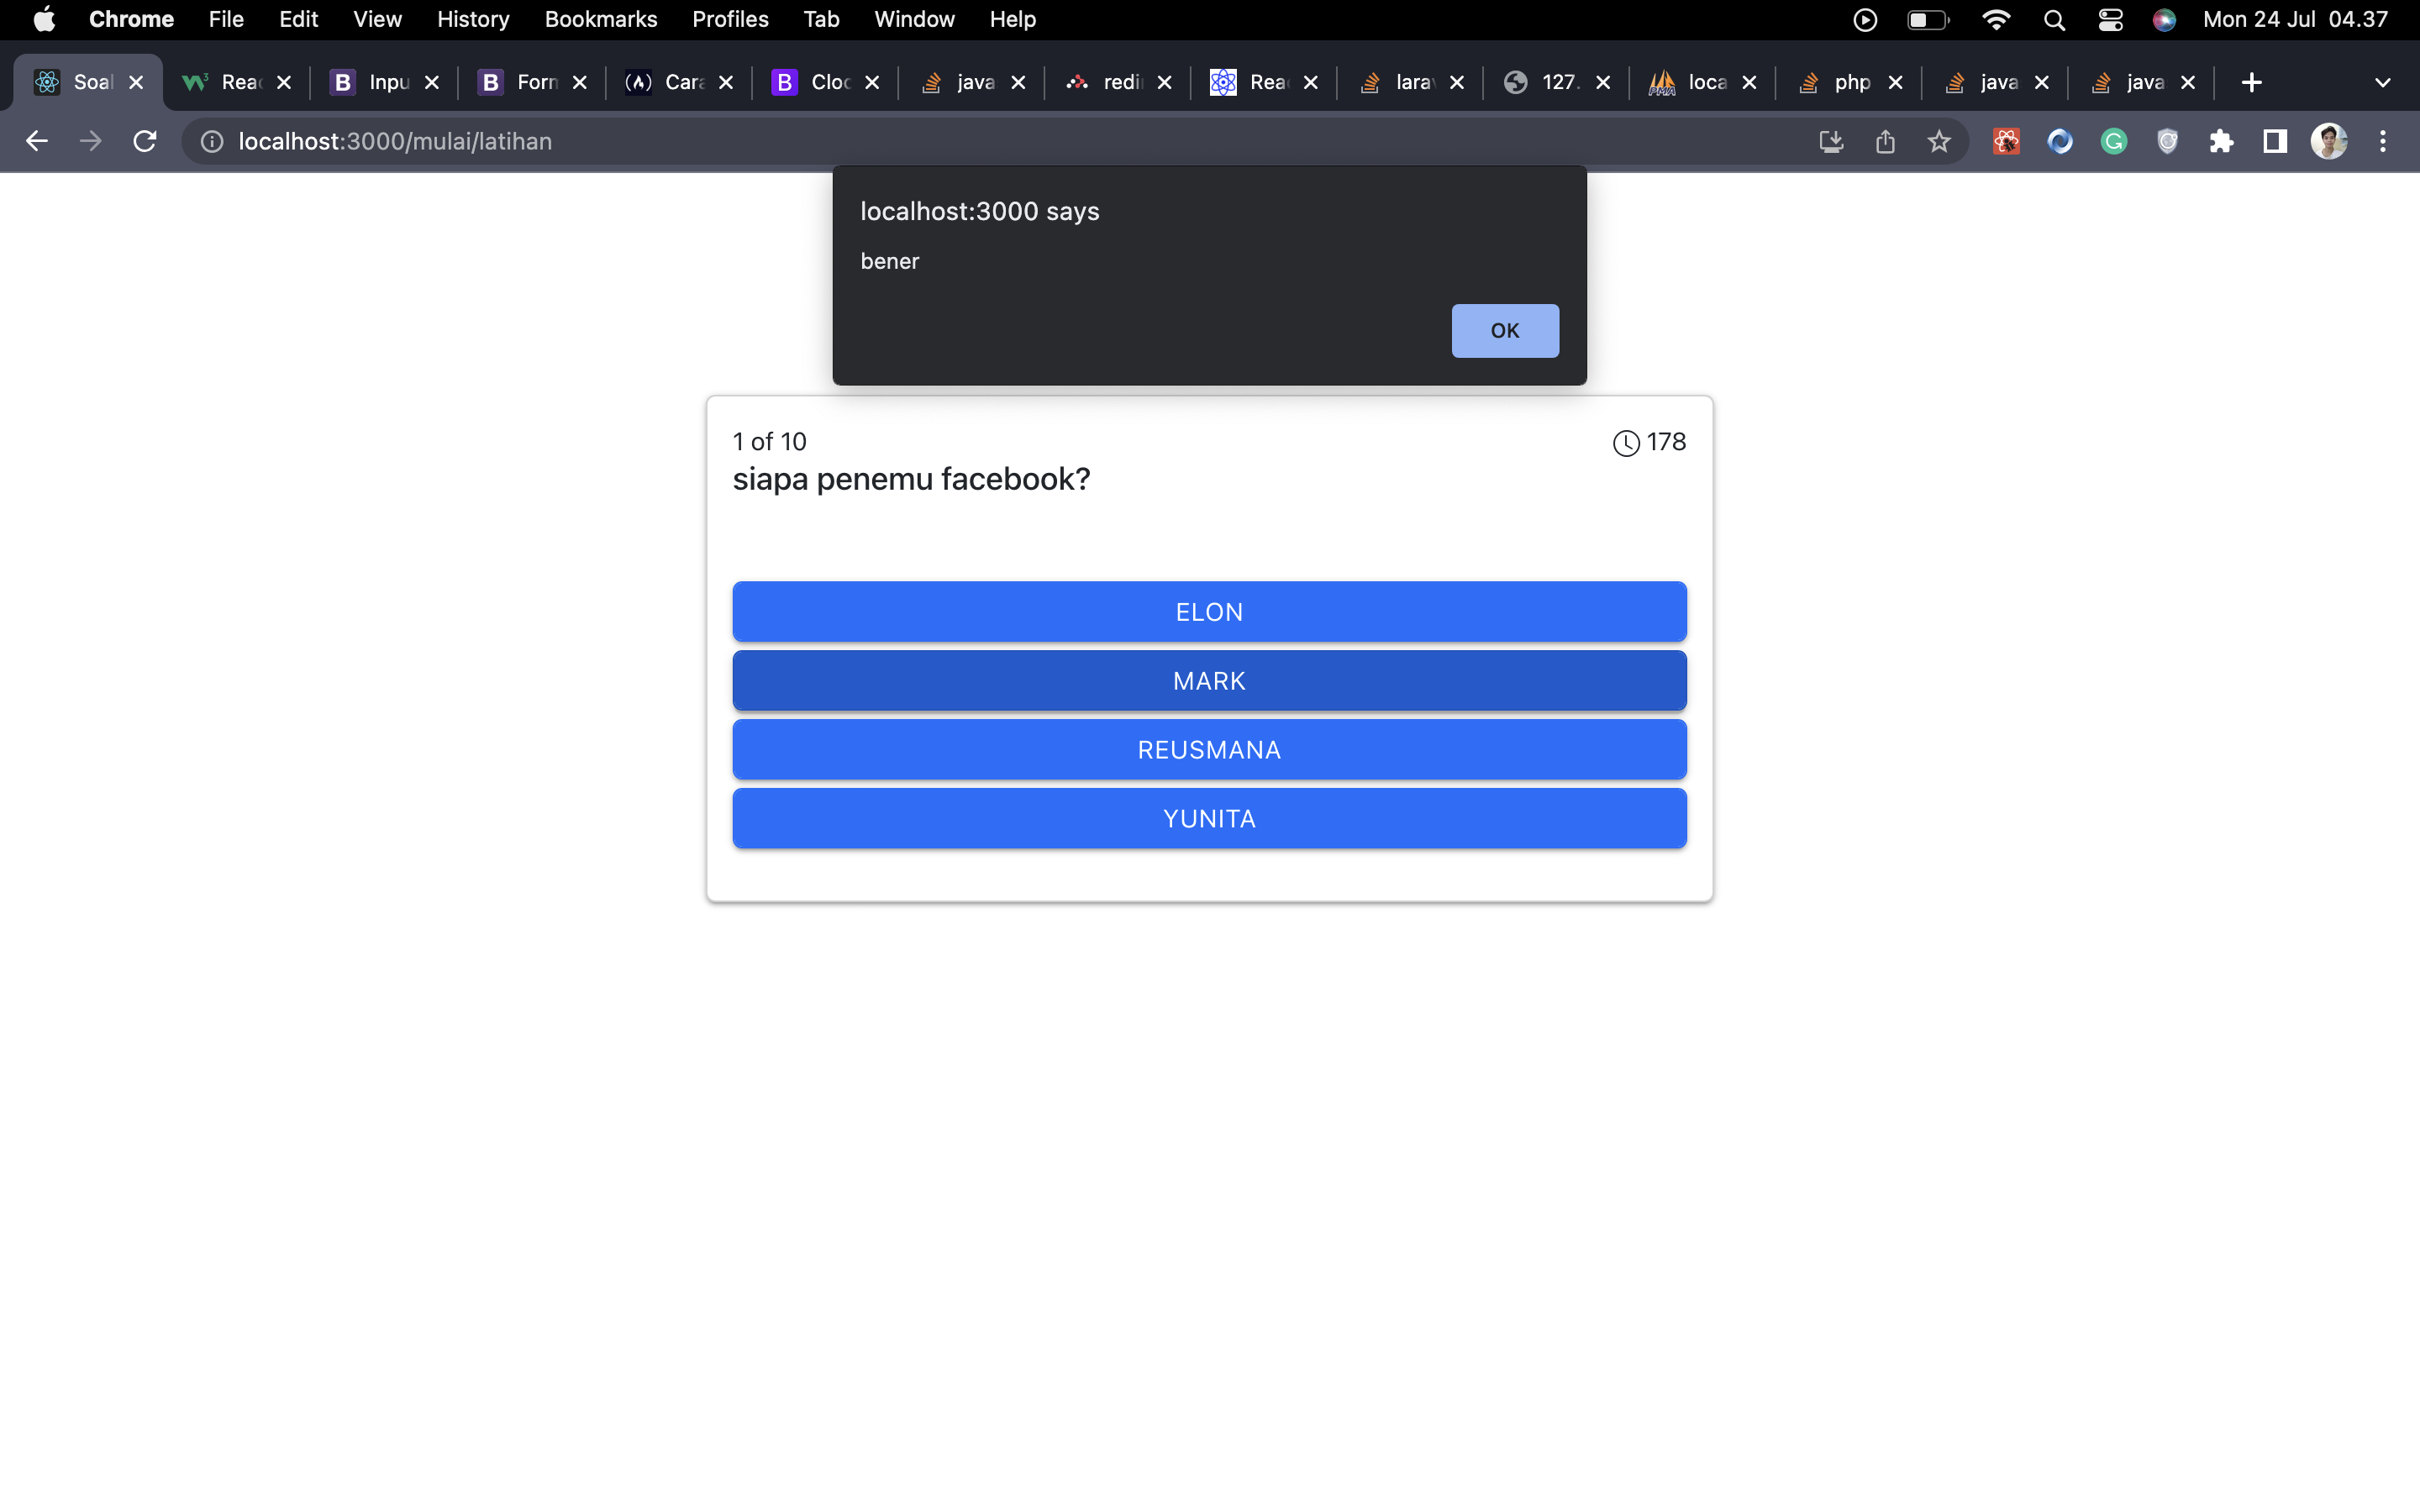 Chrome File Edit View History Bookmarks Profiles Tab Window Help Mon 24 Jul 04.37
Soal Rea Inpu Form Cara Cloc java redi Rea lara 127. loca php java java
localhost:3000/mulai/latihan
localhost:3000 says
bener
OK
1 of 10 178
siapa penemu facebook?
ELON
MARK
REUSMANA
YUNITA